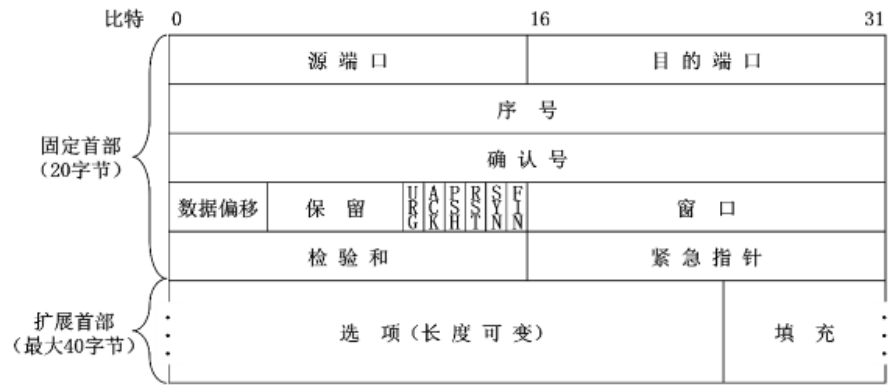 比特 0 16 31
源端口 目的端口
序号
固定首部
(20字节)
确认号
数据偏移 保留 URG ACK PSH RST SYN FIN 窗口
检验和 紧急指针
扩展首部
(最大40字节)
选项(长度可变) 填充